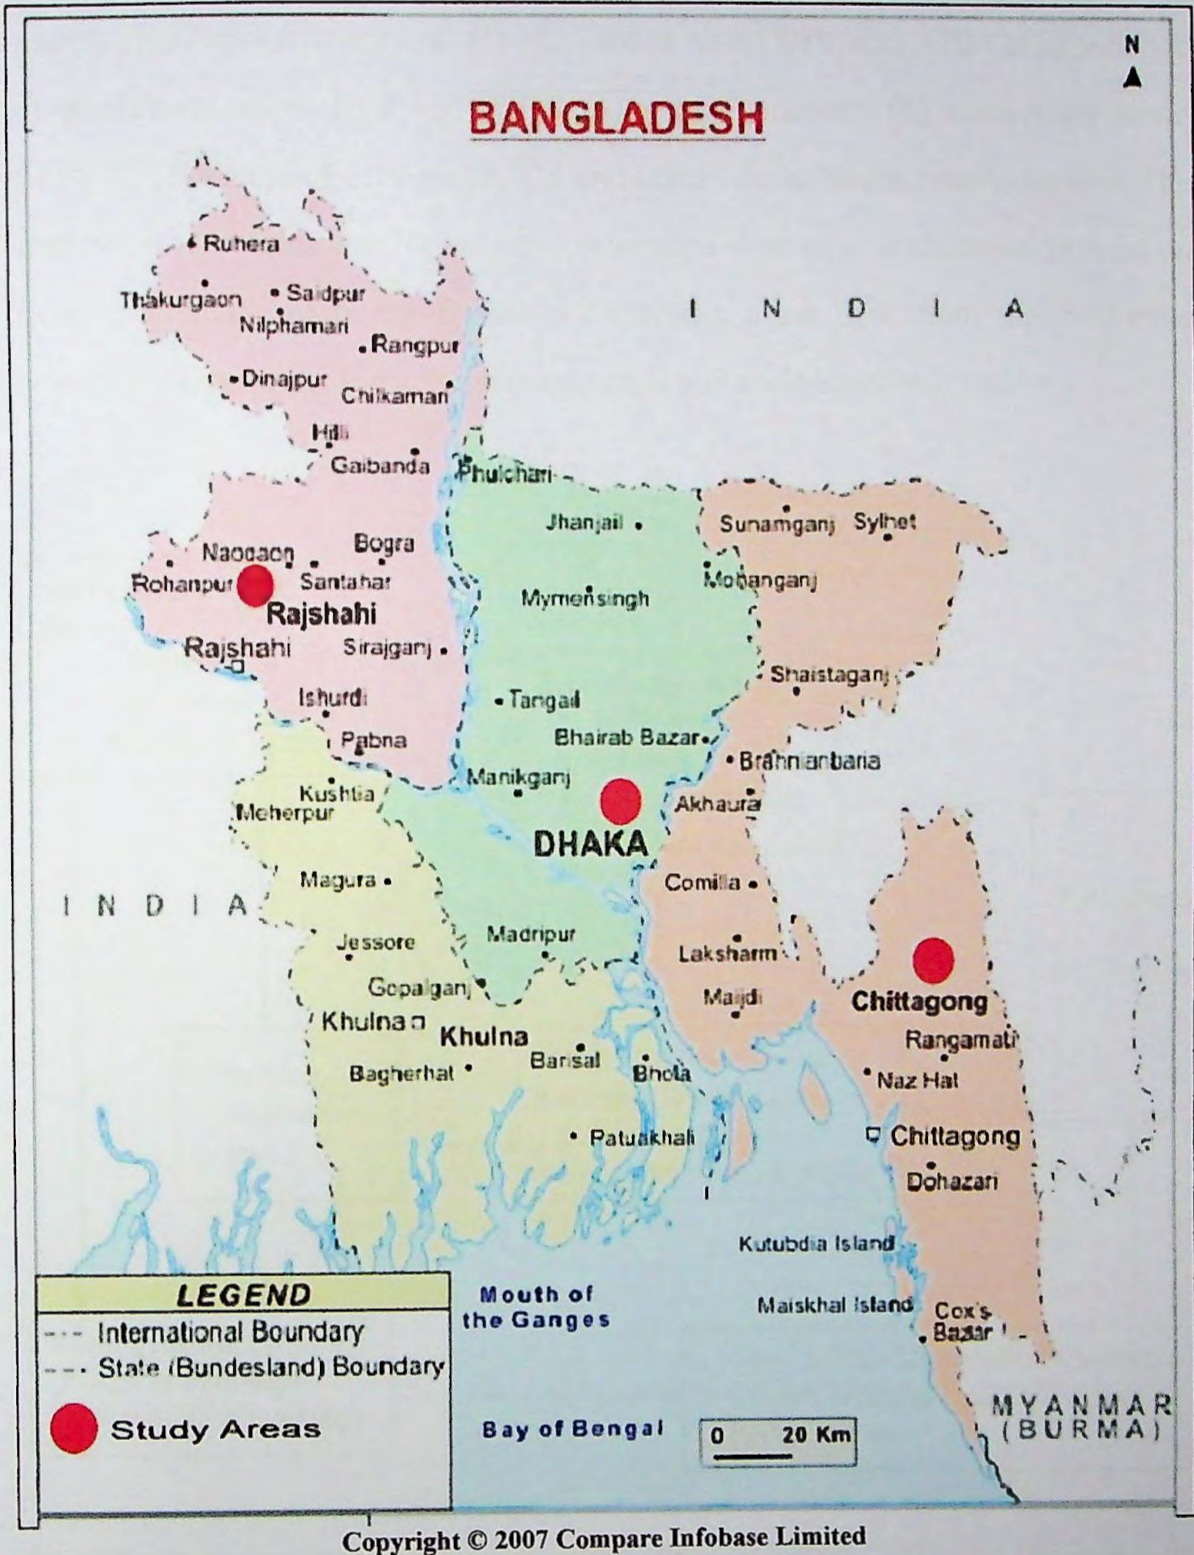 N
BANGLADESH
Ruhera
I N D I A
Thakurgaon
Saidpur
Nilphamari
Rangpur
Dinajpur
Chilkamari
Hilli
Gaibanda
Phulchari
Jhanjail
Sunamganj
Sylhet
Naogaon
Bogra
Rohanpur
Santahar
Mohanganj
Mymensingh
Rajshahi
Rajshahi
Sirajganj
Shaistaganj
Ishurdi
Tangail
Pabna
Bhairab Bazar
Brahmanbaria
Manikganj
Kushtia
Akhaura
Meherpur
DHAKA
Magura
Comilla
I N D I A
Jessore
Madripur
Laksham
Gopalganj
Maijdi
Chittagong
Khulna
Khulna
Rangamati
Bagherhat
Barisal
Bhola
Naz Hat
Patuakhali
Chittagong
Dohazari
Kutubdia Island
LEGEND
Mouth of
the Ganges
Maiskhal Island
Cox's
Bazar
International Boundary
State (Bundesland) Boundary
Study Areas
Bay of Bengal
0 20 Km
MYANMAR
(BURMA)
Copyright © 2007 Compare Infobase Limited